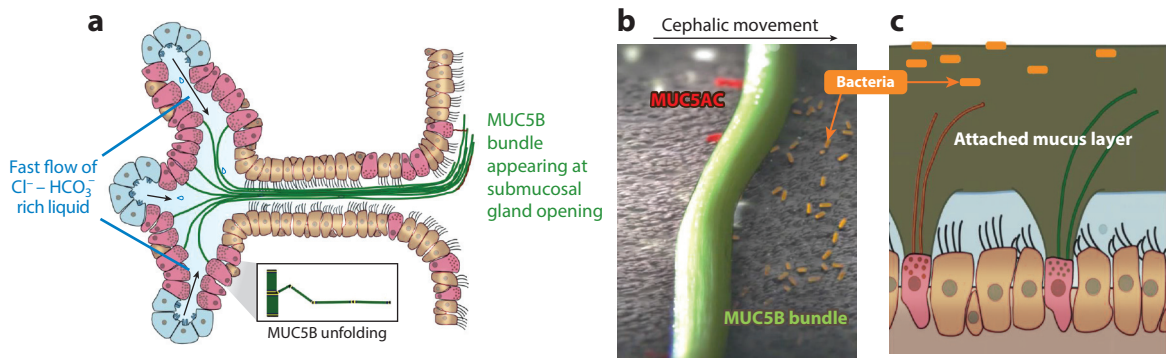 a
Fast flow of
Cl⁻ – HCO₃⁻
rich liquid
MUC5B
bundle
appearing at
submucosal
gland opening
MUC5B unfolding
b
Cephalic movement
MUC5AC
Bacteria
MUC5B bundle
c
Attached mucus layer